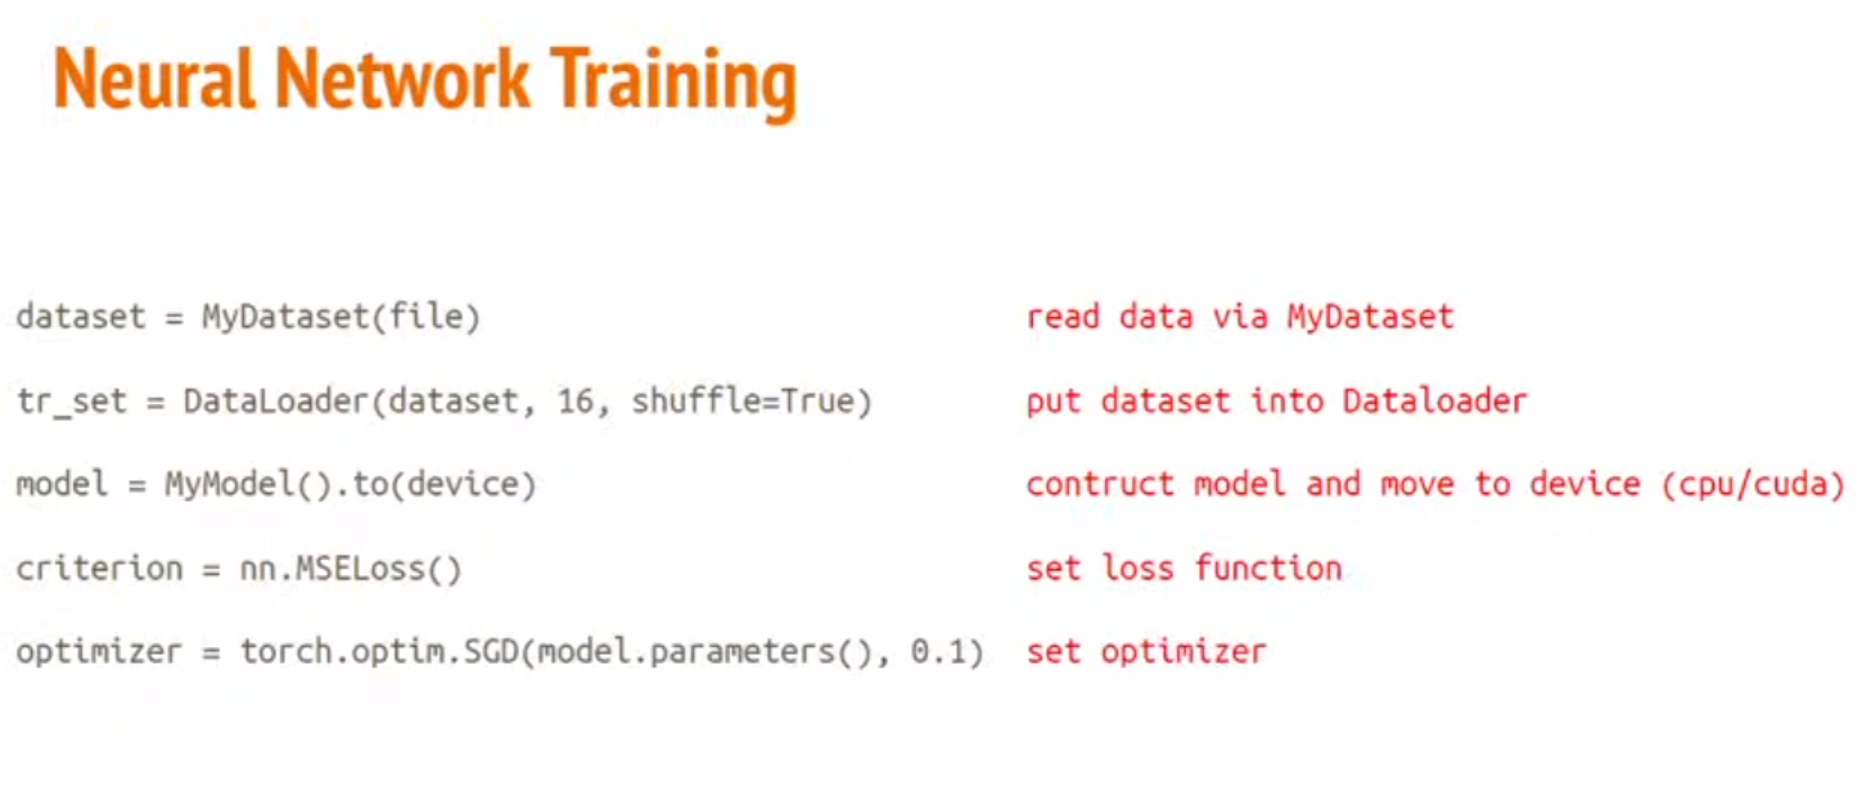 Neural Network Training
dataset = MyDataset(file) read data via MyDataset
tr_set = DataLoader(dataset, 16, shuffle=True) put dataset into Dataloader
model = MyModel().to(device) contruct model and move to device (cpu/cuda)
criterion = nn.MSELoss() set loss function
optimizer = torch.optim.SGD(model.parameters(), 0.1) set optimizer